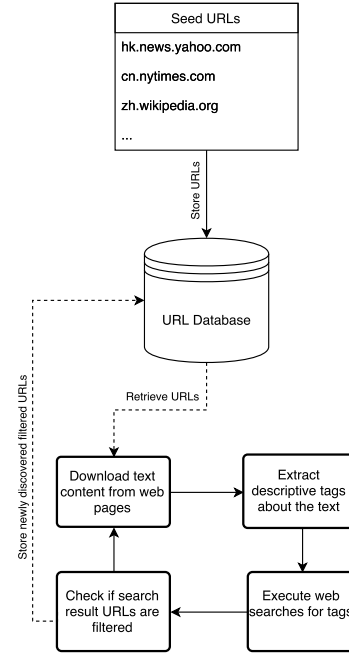 Seed URLs
hk.news.yahoo.com
cn.nytimes.com
zh.wikipedia.org
...
Store URLs
URL Database
Retrieve URLs
Store newly discovered filtered URLs
Download text
content from web
pages
Extract
descriptive tags
about the text
Check if search
result URLs are
filtered
Execute web
searches for tags